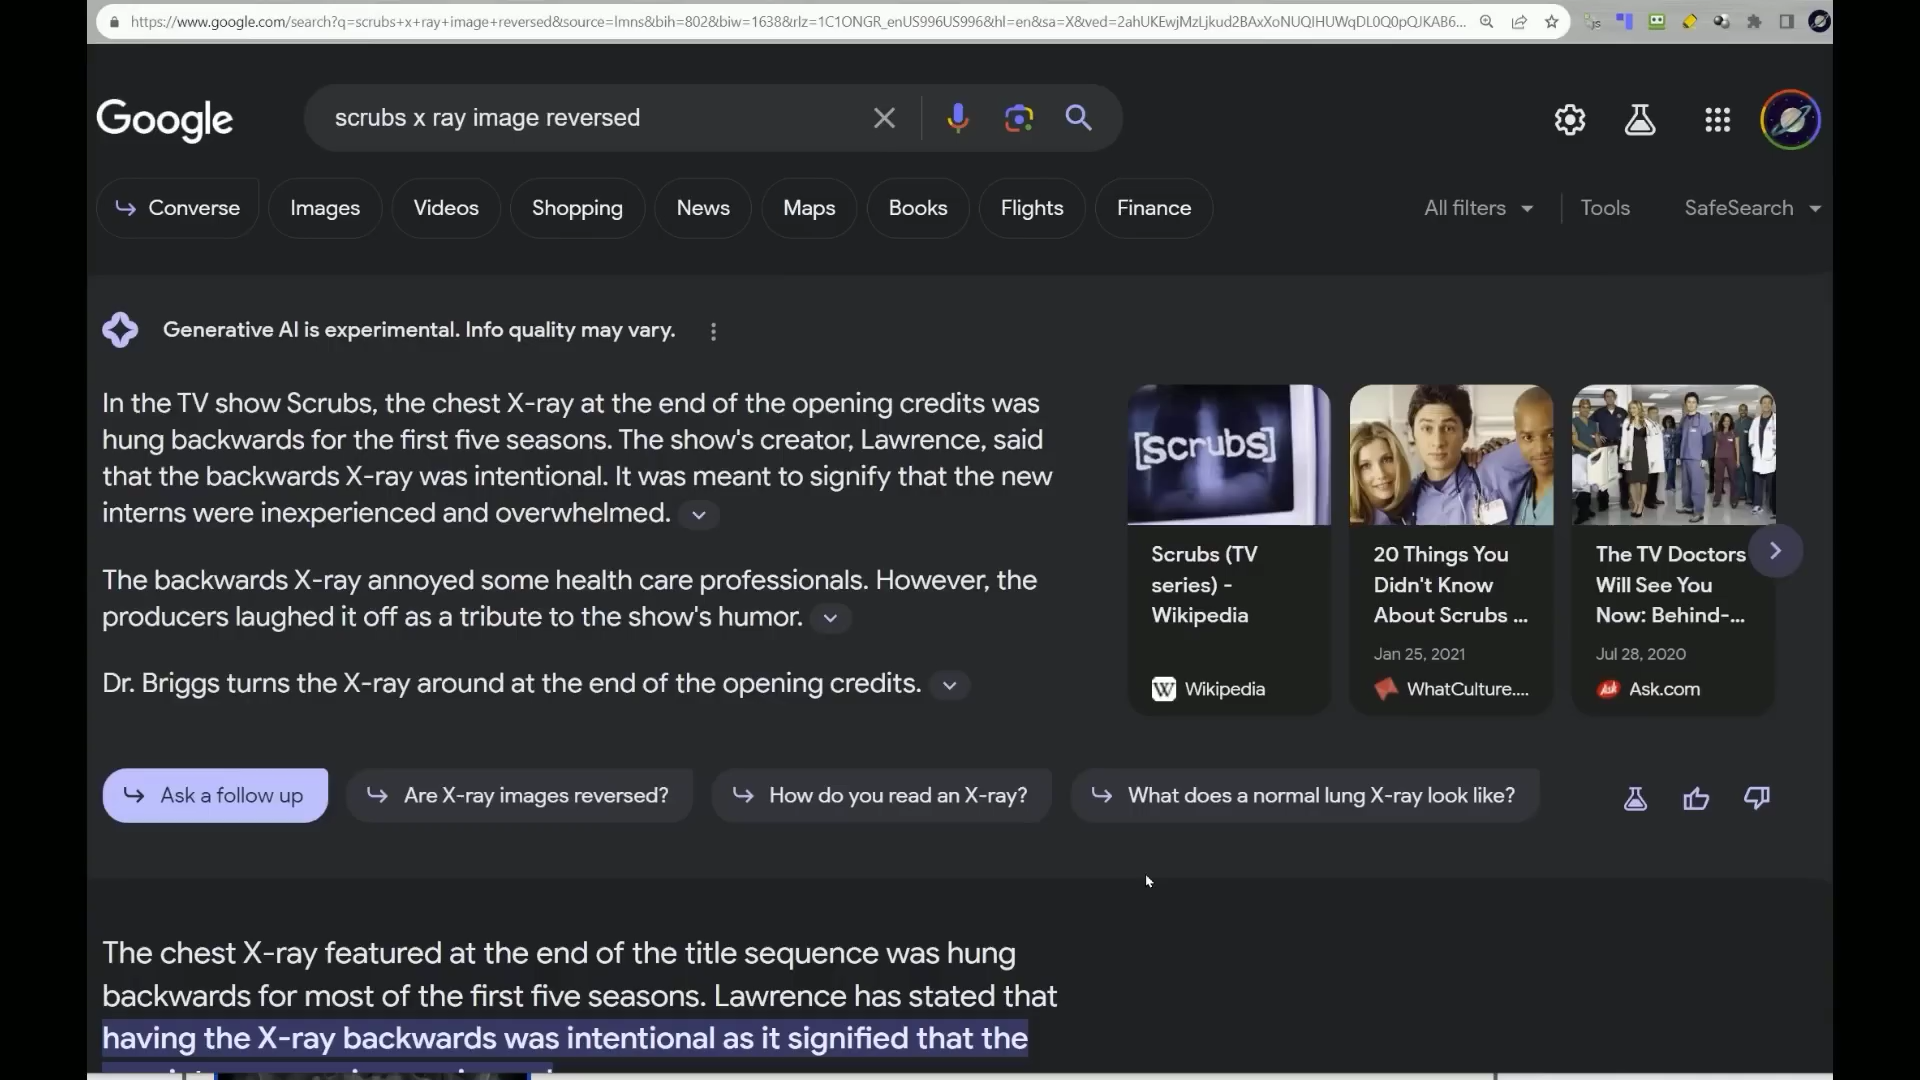 https://www.google.com/search?q=scrubs+x+ray+image+reversed&source=lmns&bih=802&biw=1638&rlz=1C1ONGR_enUS996US996&hl=en&sa=X&ved=2ahUKEwjMzLjkud2BAxXoNUQIHUWqDL0Q0pQJKAB6...
Google
scrubs x ray image reversed
Converse
Images
Videos
Shopping
News
Maps
Books
Flights
Finance
All filters
Tools
SafeSearch
Generative AI is experimental. Info quality may vary.
In the TV show Scrubs, the chest X-ray at the end of the opening credits was
hung backwards for the first five seasons. The show's creator, Lawrence, said
that the backwards X-ray was intentional. It was meant to signify that the new
interns were inexperienced and overwhelmed.
The backwards X-ray annoyed some health care professionals. However, the
producers laughed it off as a tribute to the show's humor.
Dr. Briggs turns the X-ray around at the end of the opening credits.
[scrubs]
Scrubs (TV
series) -
Wikipedia
W Wikipedia
20 Things You
Didn't Know
About Scrubs ...
Jan 25, 2021
WhatCulture....
The TV Doctors
Will See You
Now: Behind-...
Jul 28, 2020
Ask Ask.com
Ask a follow up
Are X-ray images reversed?
How do you read an X-ray?
What does a normal lung X-ray look like?
The chest X-ray featured at the end of the title sequence was hung
backwards for most of the first five seasons. Lawrence has stated that
having the X-ray backwards was intentional as it signified that the